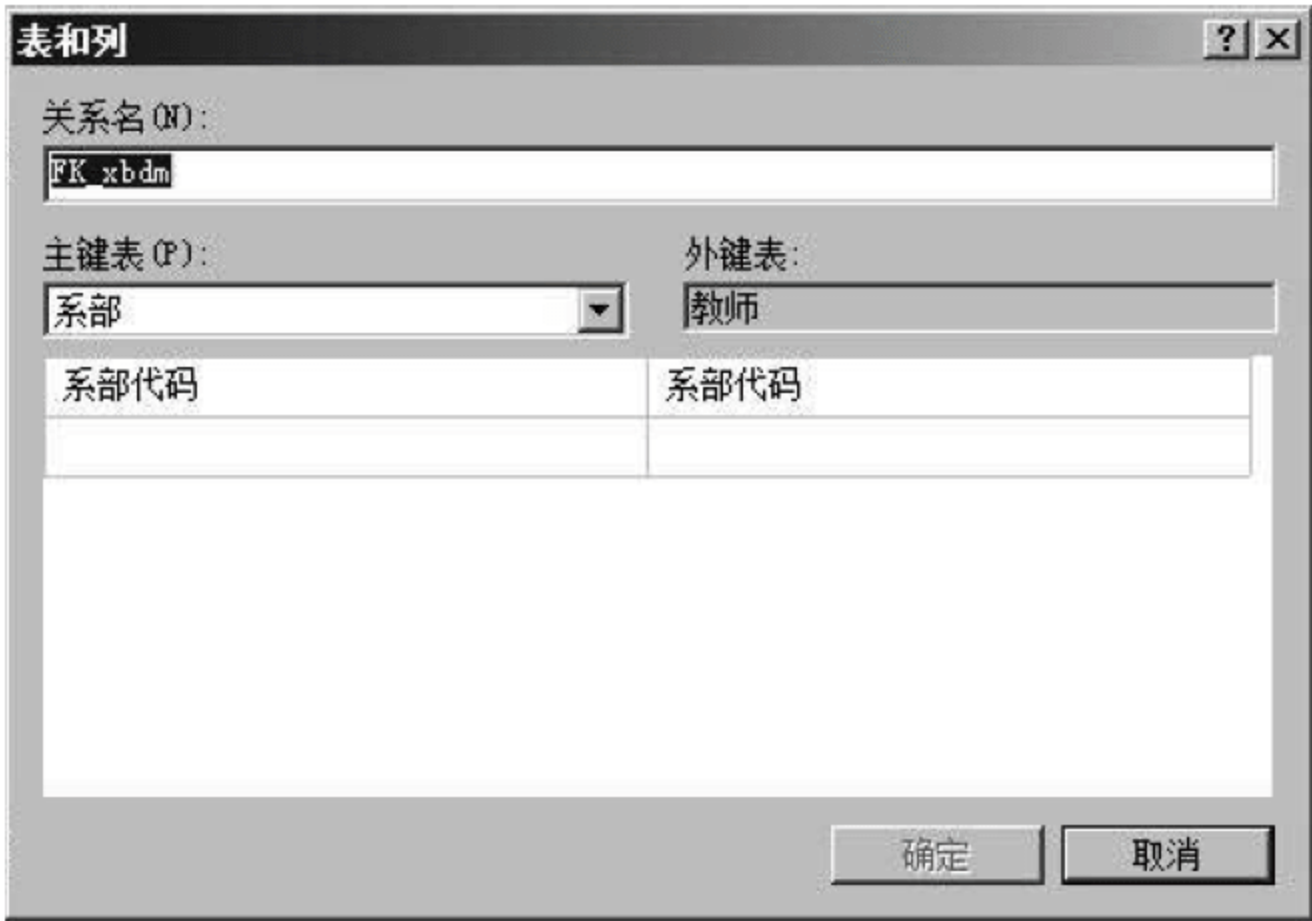 表和列
关系名(N):
FK_xbdm
主键表(P): 外键表:
系部 教师
系部代码 系部代码
确定 取消